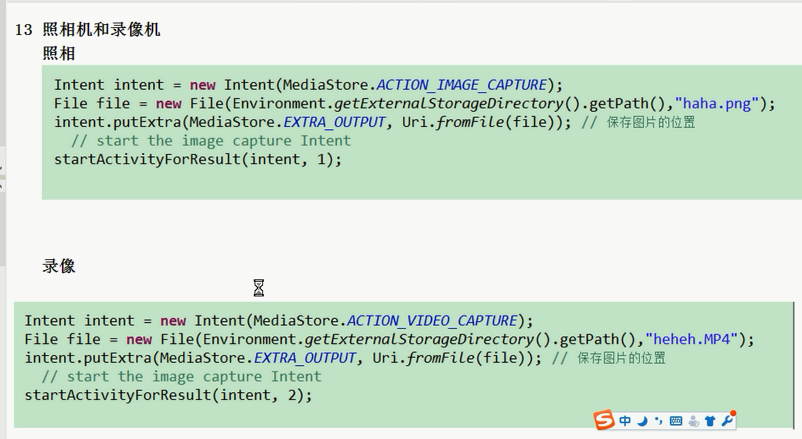 13 照相机和录像机
照相
Intent intent = new Intent(MediaStore.ACTION_IMAGE_CAPTURE);
File file = new File(Environment.getExternalStorageDirectory().getPath(),"haha.png");
intent.putExtra(MediaStore.EXTRA_OUTPUT, Uri.fromFile(file)); // 保存图片的位置
// start the image capture Intent
startActivityForResult(intent, 1);
录像
Intent intent = new Intent(MediaStore.ACTION_VIDEO_CAPTURE);
File file = new File(Environment.getExternalStorageDirectory().getPath(),"heheh.MP4");
intent.putExtra(MediaStore.EXTRA_OUTPUT, Uri.fromFile(file)); // 保存图片的位置
// start the image capture Intent
startActivityForResult(intent, 2);
S 中